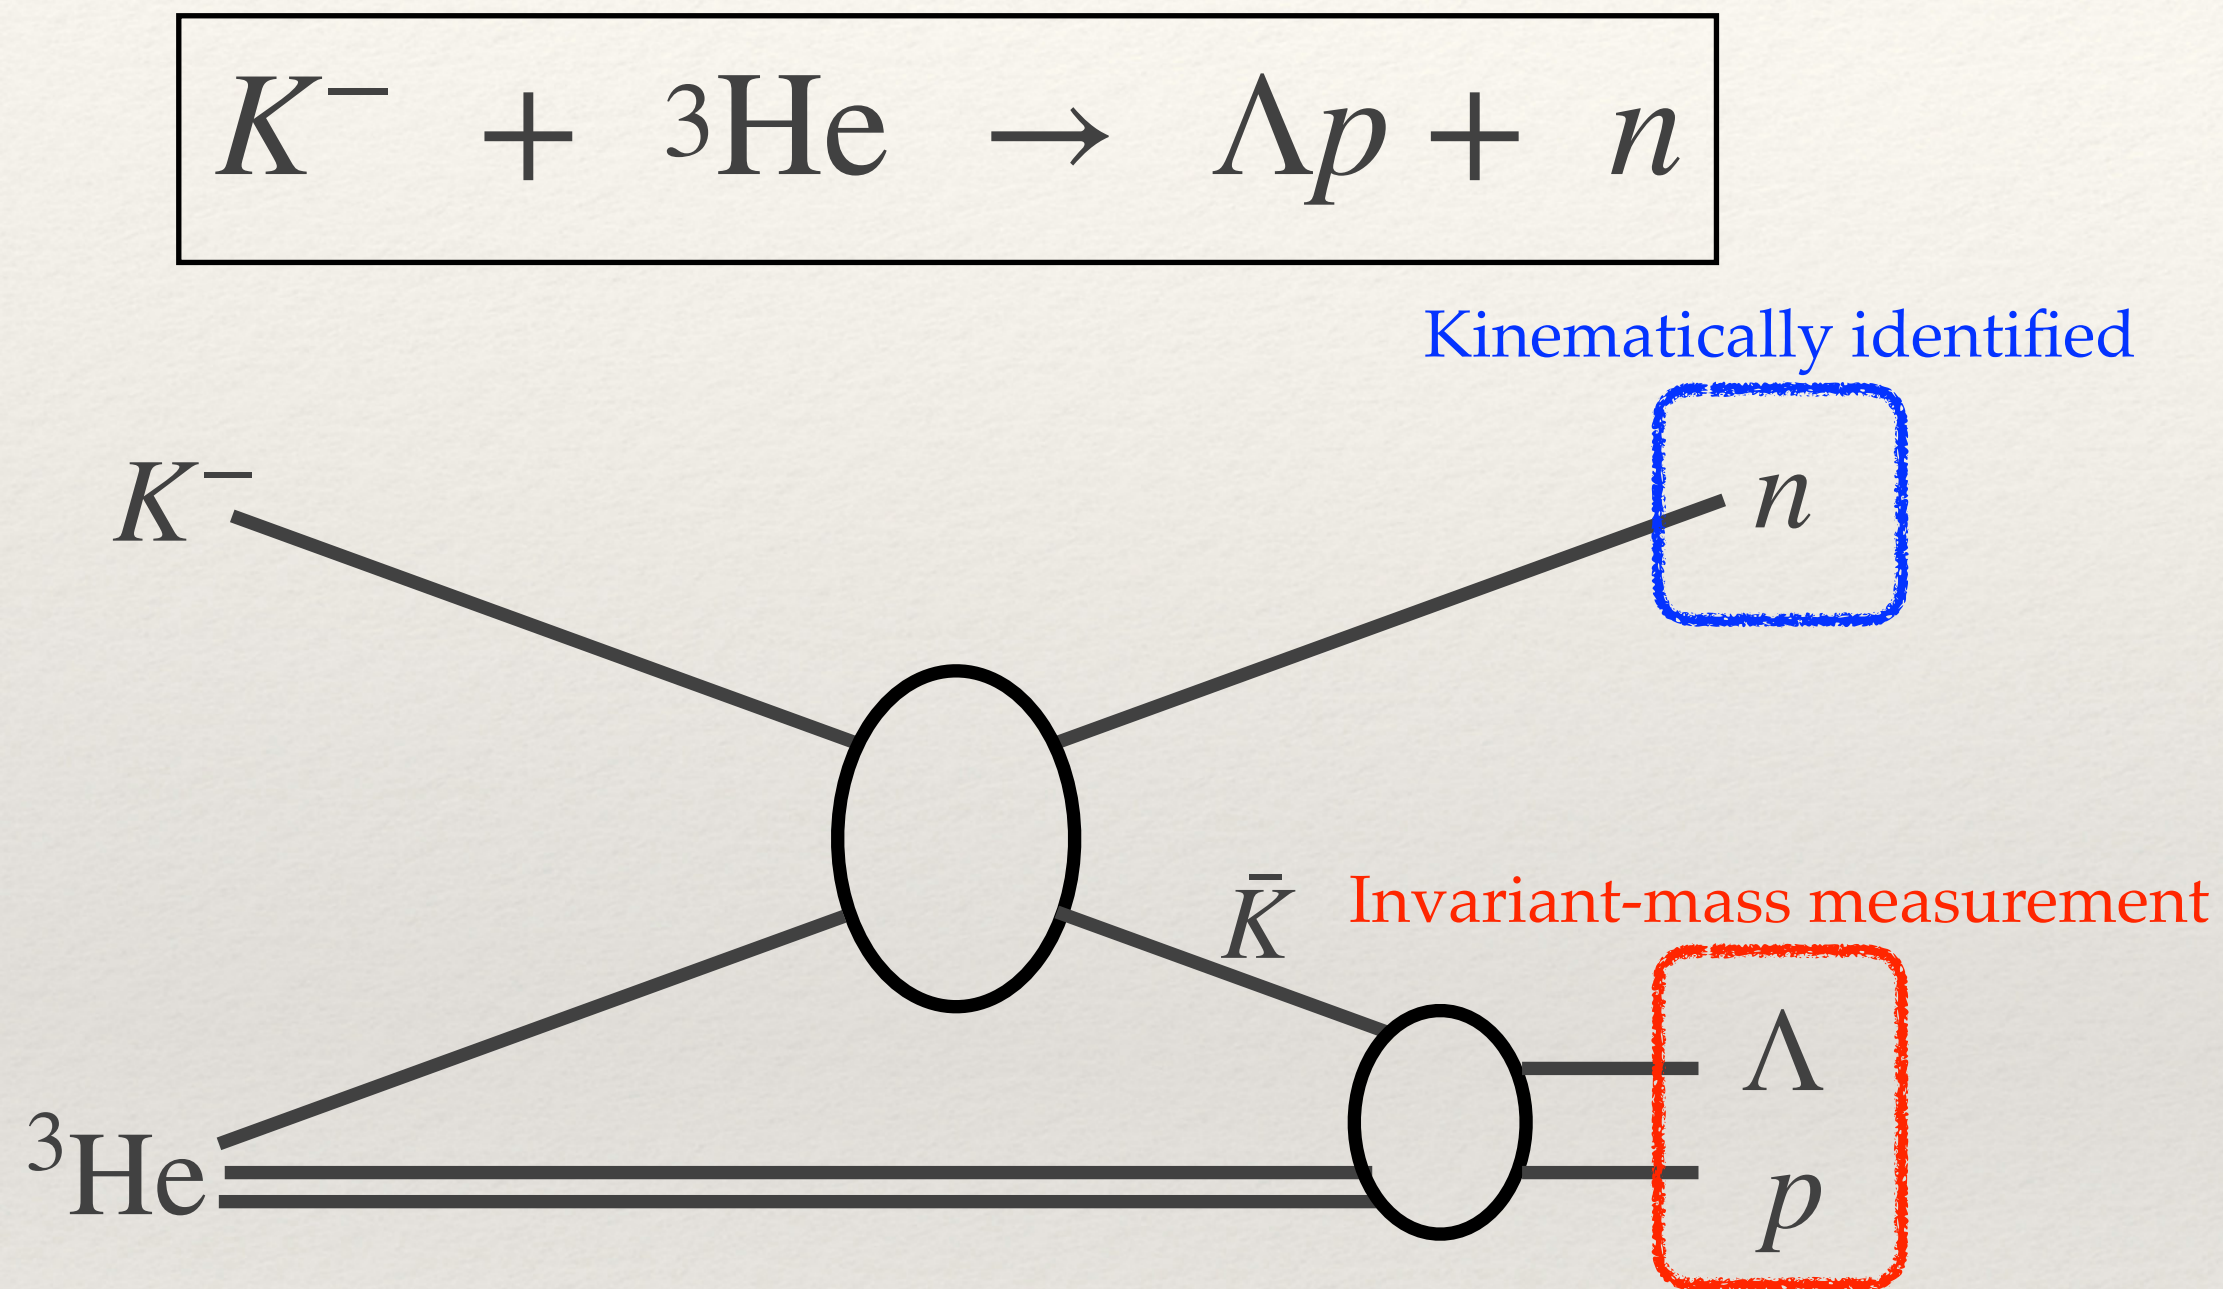 K⁻ + ³He → Λp + n
Kinematically identified
K⁻
n
K̄
Invariant-mass measurement
Λ
³He
p